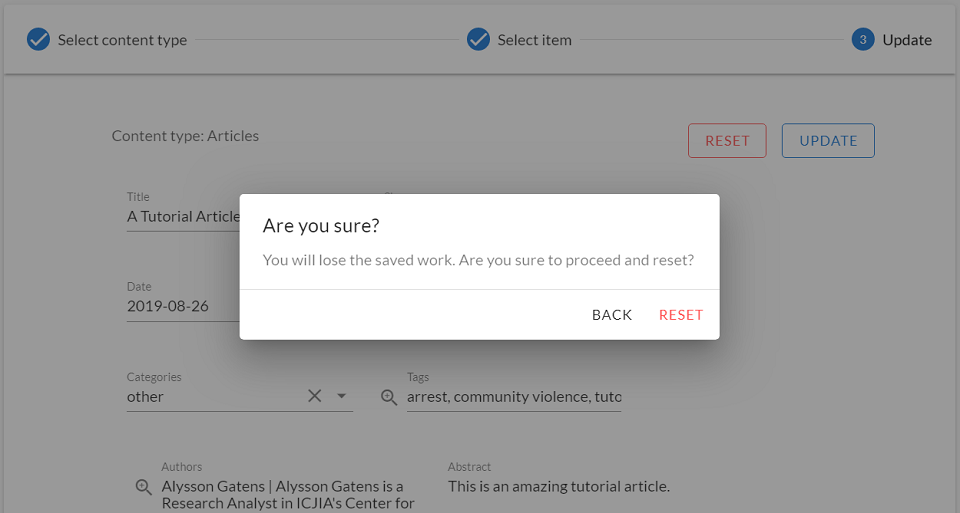 Select content type
Select item
3 Update
Content type: Articles
RESET UPDATE
Title
A Tutorial Article
Are you sure?
You will lose the saved work. Are you sure to proceed and reset?
Date
2019-08-26
BACK RESET
Categories
other
Tags
arrest, community violence, tuto
Authors
Alysson Gatens | Alysson Gatens is a
Research Analyst in ICJIA's Center for
Abstract
This is an amazing tutorial article.